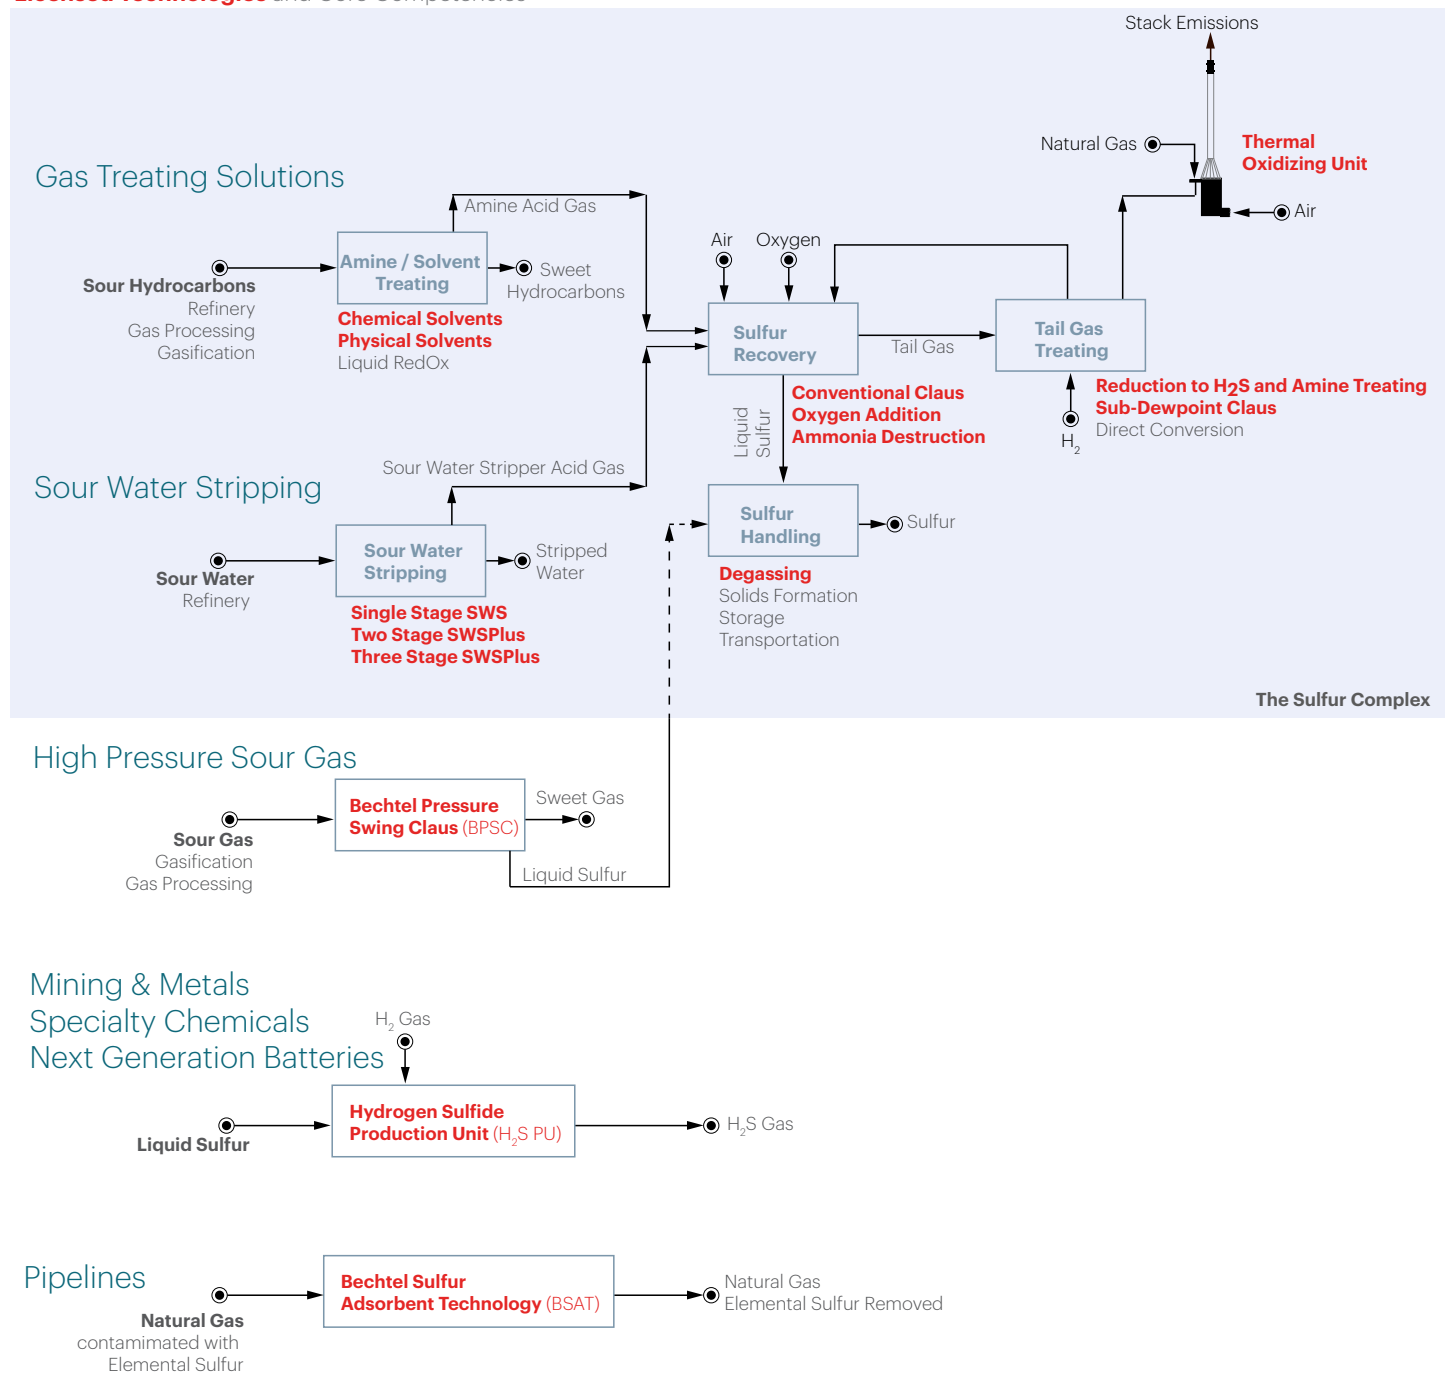 Licensed Technologies and Core Competencies
Stack Emissions
Natural Gas
Thermal
Oxidizing Unit
Air
Gas Treating Solutions
Amine Acid Gas
Air
Oxygen
Sour Hydrocarbons
Refinery
Gas Processing
Gasification
Amine / Solvent
Treating
Sweet
Hydrocarbons
Chemical Solvents
Physical Solvents
Liquid RedOx
Sulfur
Recovery
Tail Gas
Tail Gas
Treating
Conventional Claus
Oxygen Addition
Ammonia Destruction
Liquid
Sulfur
H₂
Reduction to H2S and Amine Treating
Sub-Dewpoint Claus
Direct Conversion
Sour Water Stripping
Sour Water Stripper Acid Gas
Sour Water
Refinery
Sour Water
Stripping
Stripped
Water
Single Stage SWS
Two Stage SWSPlus
Three Stage SWSPlus
Sulfur
Handling
Sulfur
Degassing
Solids Formation
Storage
Transportation
The Sulfur Complex
High Pressure Sour Gas
Sour Gas
Gasification
Gas Processing
Bechtel Pressure
Swing Claus (BPSC)
Sweet Gas
Liquid Sulfur
Mining & Metals
Specialty Chemicals
Next Generation Batteries
H₂ Gas
Liquid Sulfur
Hydrogen Sulfide
Production Unit (H₂S PU)
H₂S Gas
Pipelines
Natural Gas
contamimated with
Elemental Sulfur
Bechtel Sulfur
Adsorbent Technology (BSAT)
Natural Gas
Elemental Sulfur Removed